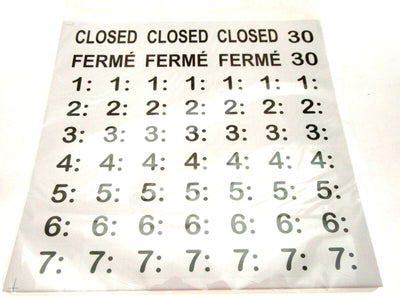 CLOSED CLOSED CLOSED 30
FERMÉ FERMÉ FERMÉ 30
1: 1: 1: 1: 1: 1: 1:
2: 2: 2: 2: 2: 2: 2:
3: 3: 3: 3: 3: 3: 3:
4: 4: 4: 4: 4: 4: 4:
5: 5: 5: 5: 5: 5: 5:
6: 6: 6: 6: 6: 6: 6:
7: 7: 7: 7: 7: 7: 7: